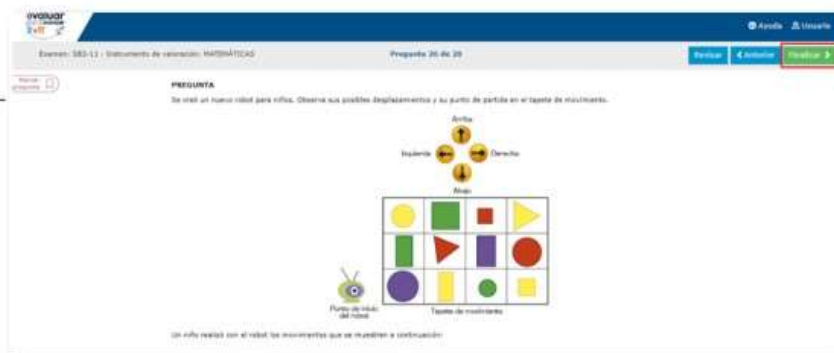 evaluar
Ayuda Usuario
Examen: SB3-11 - Instrumento de valoración: MATEMÁTICAS
Pregunta 20 de 20
Revisar
Anterior
Finalizar
Marcar pregunta
PREGUNTA
Se creó un nuevo robot para niños. Observa sus posibles desplazamientos y su punto de partida en el tapete de movimiento.
Arriba
Izquierda
Derecha
Abajo
Punto de inicio
del robot
Tapete de movimiento
Un niño realizó con el robot los movimientos que se muestran a continuación: